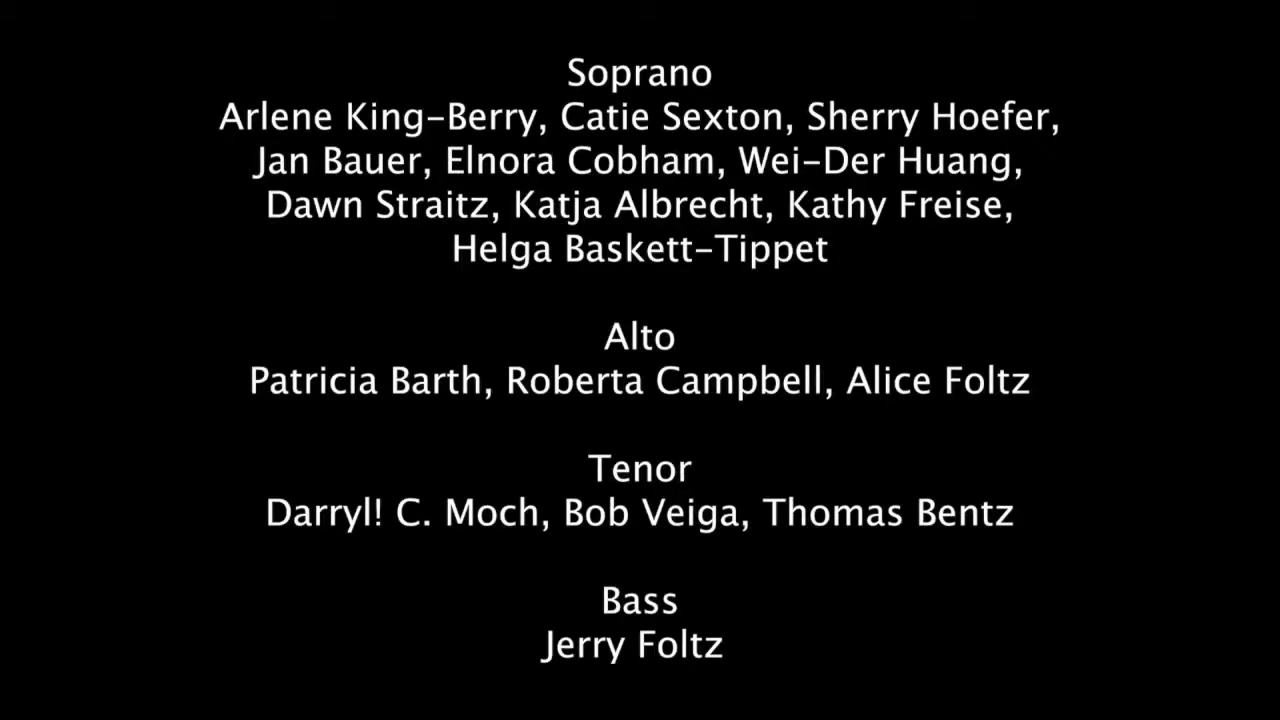 Soprano
Arlene King-Berry, Catie Sexton, Sherry Hoefer,
Jan Bauer, Elnora Cobham, Wei-Der Huang,
Dawn Straitz, Katja Albrecht, Kathy Freise,
Helga Baskett-Tippet
Alto
Patricia Barth, Roberta Campbell, Alice Foltz
Tenor
Darryl! C. Moch, Bob Veiga, Thomas Bentz
Bass
Jerry Foltz